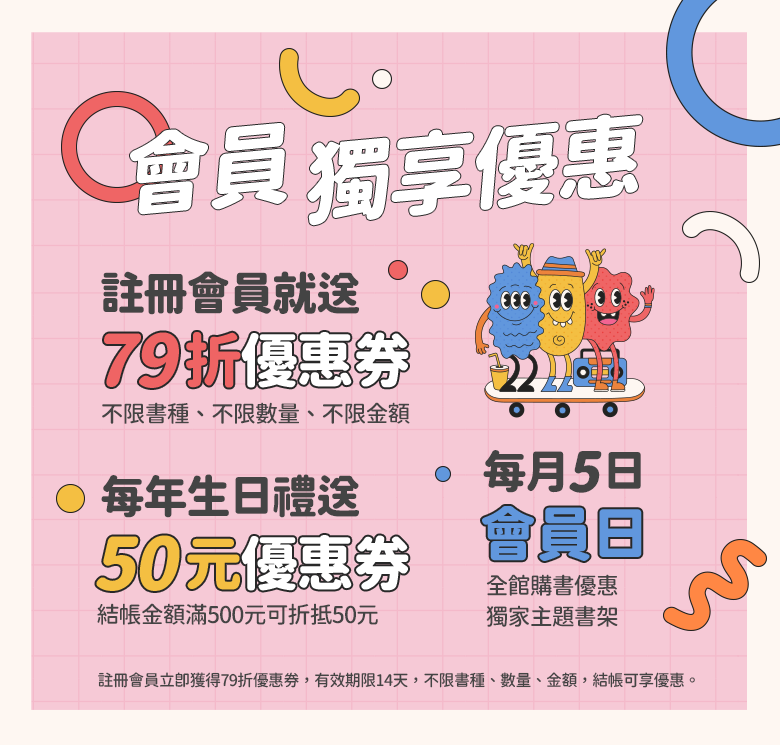 會員 獨享優惠
註冊會員就送
79折優惠券
不限書種、不限數量、不限金額
每年生日禮送
50元優惠券
結帳金額滿500元可折抵50元
每月5日
會員日
全館購書優惠
獨家主題書架
註冊會員立即獲得79折優惠券，有效期限14天，不限書種、數量、金額，結帳可享優惠。